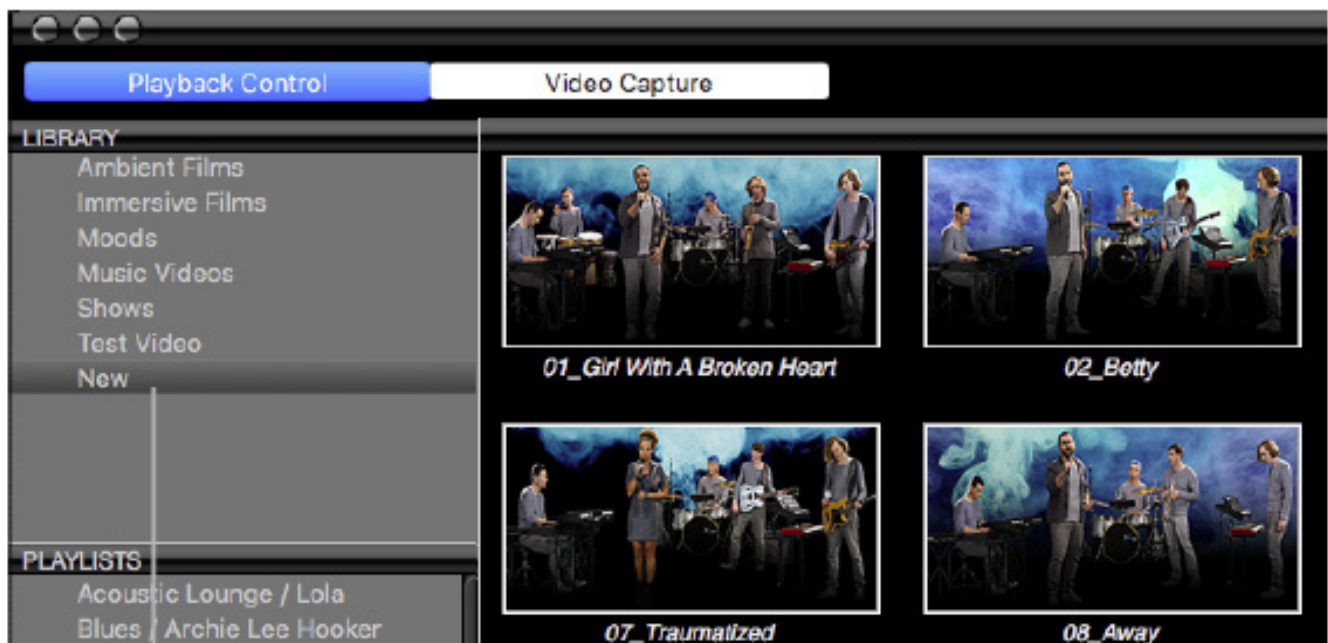 Playback Control
Video Capture
LIBRARY
Ambient Films
Immersive Films
Moods
Music Videos
Shows
Test Video
New
PLAYLISTS
Acoustic Lounge / Lola
Blues / Archie Lee Hooker
01_Girl With A Broken Heart
02_Betty
07_Traumatized
08_Away